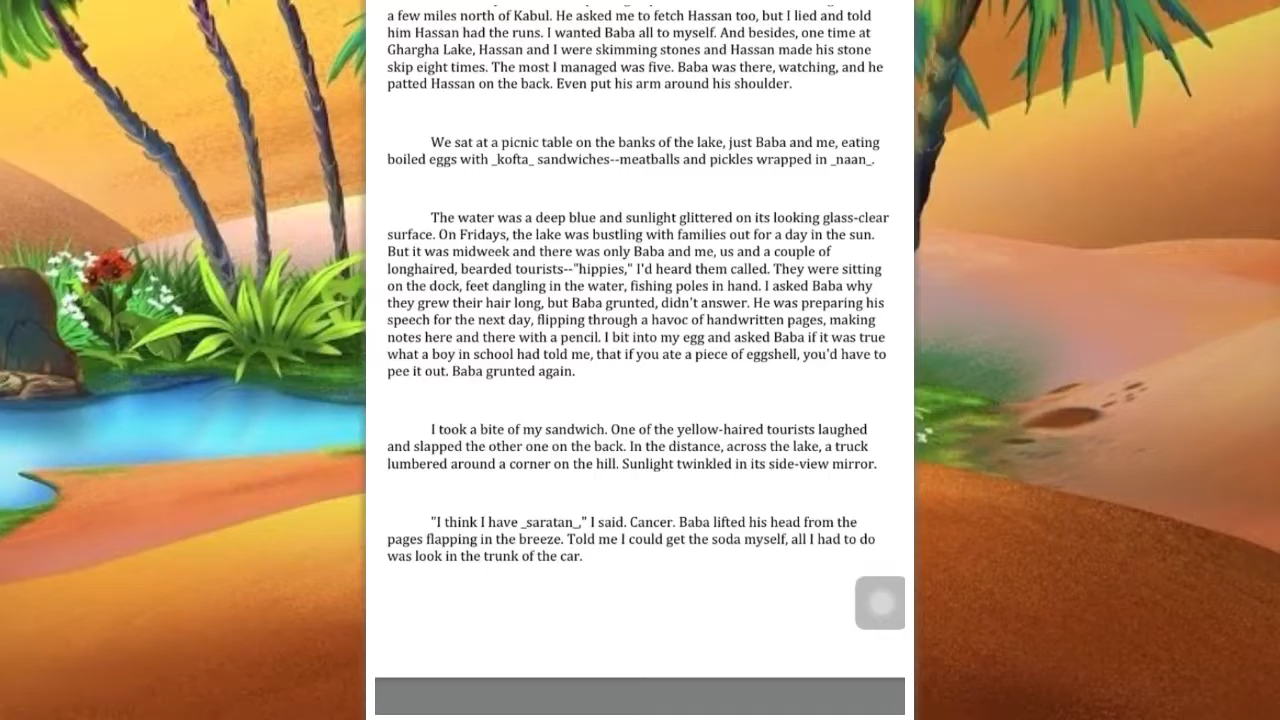 a few miles north of Kabul. He asked me to fetch Hassan too, but I lied and told
him Hassan had the runs. I wanted Baba all to myself. And besides, one time at
Ghargha Lake, Hassan and I were skimming stones and Hassan made his stone
skip eight times. The most I managed was five. Baba was there, watching, and he
patted Hassan on the back. Even put his arm around his shoulder.
We sat at a picnic table on the banks of the lake, just Baba and me, eating
boiled eggs with _kofta_ sandwiches--meatballs and pickles wrapped in _naan_.
The water was a deep blue and sunlight glittered on its looking glass-clear
surface. On Fridays, the lake was bustling with families out for a day in the sun.
But it was midweek and there was only Baba and me, us and a couple of
longhaired, bearded tourists--"hippies," I'd heard them called. They were sitting
on the dock, feet dangling in the water, fishing poles in hand. I asked Baba why
they grew their hair long, but Baba grunted, didn't answer. He was preparing his
speech for the next day, flipping through a havoc of handwritten pages, making
notes here and there with a pencil. I bit into my egg and asked Baba if it was true
what a boy in school had told me, that if you ate a piece of eggshell, you'd have to
pee it out. Baba grunted again.
I took a bite of my sandwich. One of the yellow-haired tourists laughed
and slapped the other one on the back. In the distance, across the lake, a truck
lumbered around a corner on the hill. Sunlight twinkled in its side-view mirror.
"I think I have _saratan_," I said. Cancer. Baba lifted his head from the
pages flapping in the breeze. Told me I could get the soda myself, all I had to do
was look in the trunk of the car.